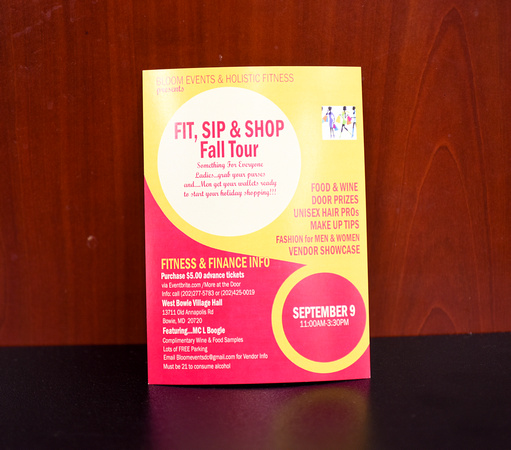 BLOOM EVENTS & HOLISTIC FITNESS
presents
FIT, SIP & SHOP
Fall Tour
Something For Everyone
Ladies..grab your purses
and....Men get your wallets ready
to start your holiday shopping!!!
FOOD & WINE
DOOR PRIZES
UNISEX HAIR PROs
MAKE UP TIPS
FASHION for MEN & WOMEN
VENDOR SHOWCASE
FITNESS & FINANCE INFO
Purchase $5.00 advance tickets
via Eventbrite.com /More at the Door
Info: call (202)277-5783 or (202)425-0019
West Bowie Village Hall
13711 Old Annapolis Rd
Bowie, MD 20720
Featuring...MC L Boogie
Complimentary Wine & Food Samples
Lots of FREE Parking
Email Bloomeventsdc@gmail.com for Vendor Info
Must be 21 to consume alcohol
SEPTEMBER 9
11:00AM-3:30PM